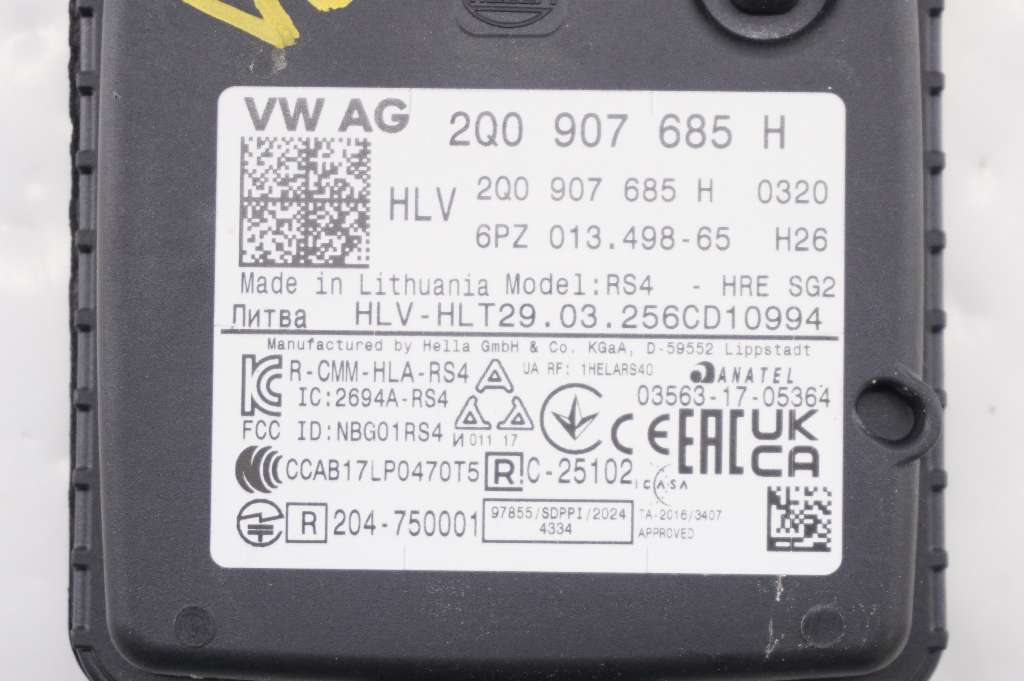 VW AG 2Q0 907 685 H
HLV 2Q0 907 685 H 0320
6PZ 013.498-65 H26
Made in Lithuania Model:RS4 - HRE SG2
Литва HLV-HLT29.03.256CD10994
Manufactured by Hella GmbH & Co. KGaA, D-59552 Lippstadt
R-CMM-HLA-RS4 UA RF: 1HELARS40 ANATEL
IC:2694A-RS4 03563-17-05364
FCC ID:NBG01RS4 И 011 17 CE EAC UK CA
CCAB17LP0470T5 R C-25102 ICASA
R 204-750001 97855/SDPPI/2024 TA-2016/3407
4334 APPROVED